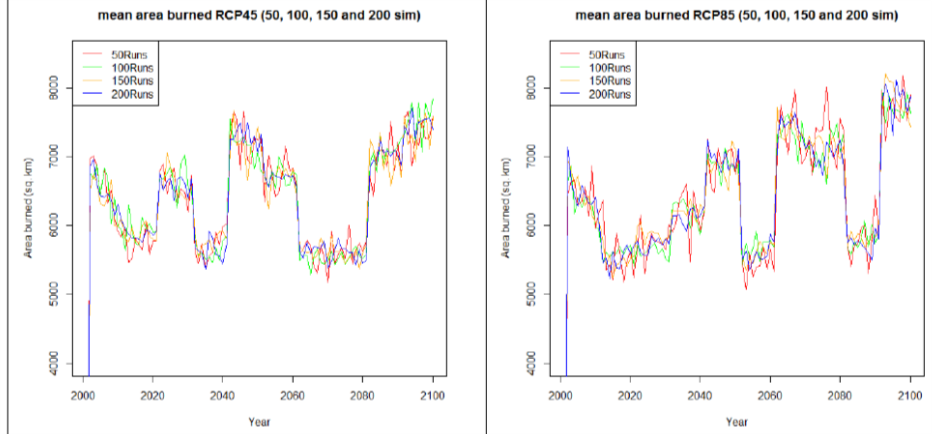 mean area burned RCP45 (50, 100, 150 and 200 sim)
50Runs
100Runs
150Runs
200Runs
Area burned (sq. km)
8000
7000
6000
5000
4000
2000
2020
2040
2060
2080
2100
Year
mean area burned RCP85 (50, 100, 150 and 200 sim)
50Runs
100Runs
150Runs
200Runs
Area burned (sq. km)
8000
7000
6000
5000
4000
2000
2020
2040
2060
2080
2100
Year